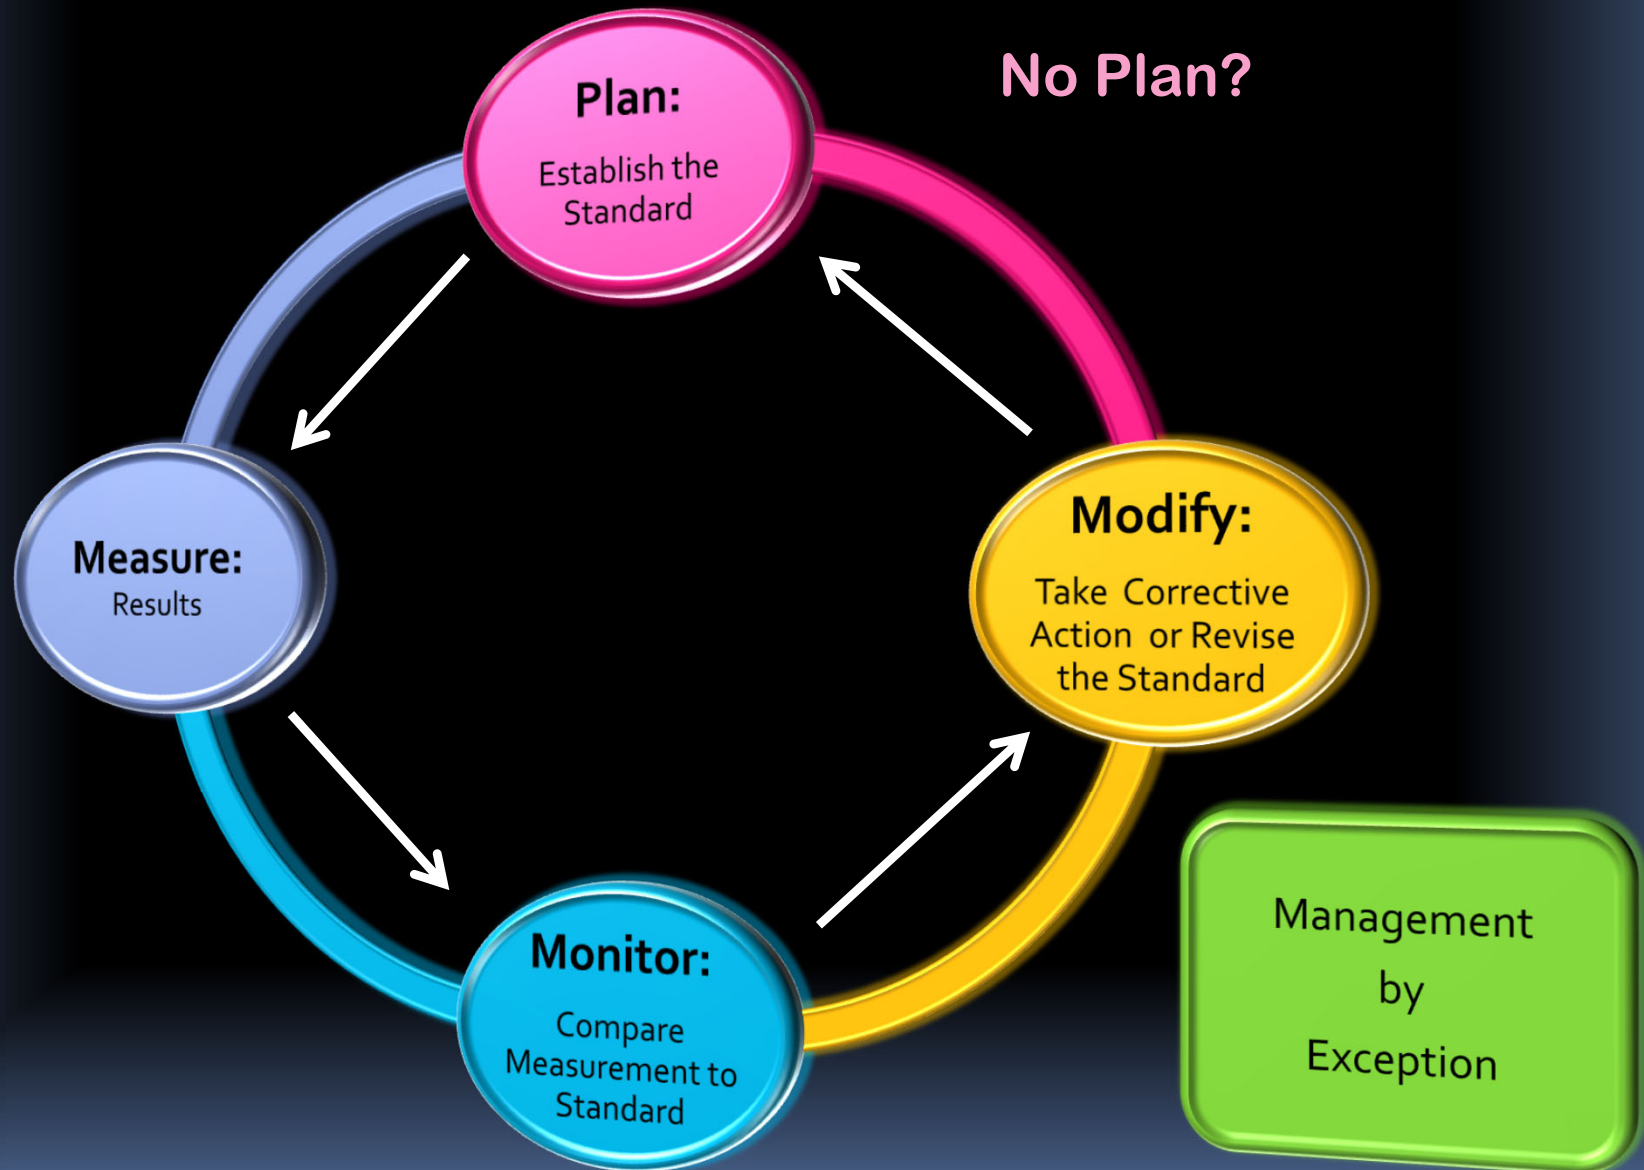 No Plan?
Plan:
Establish the
Standard
Measure:
Results
Modify:
Take Corrective
Action or Revise
the Standard
Monitor:
Compare
Measurement to
Standard
Management
by
Exception